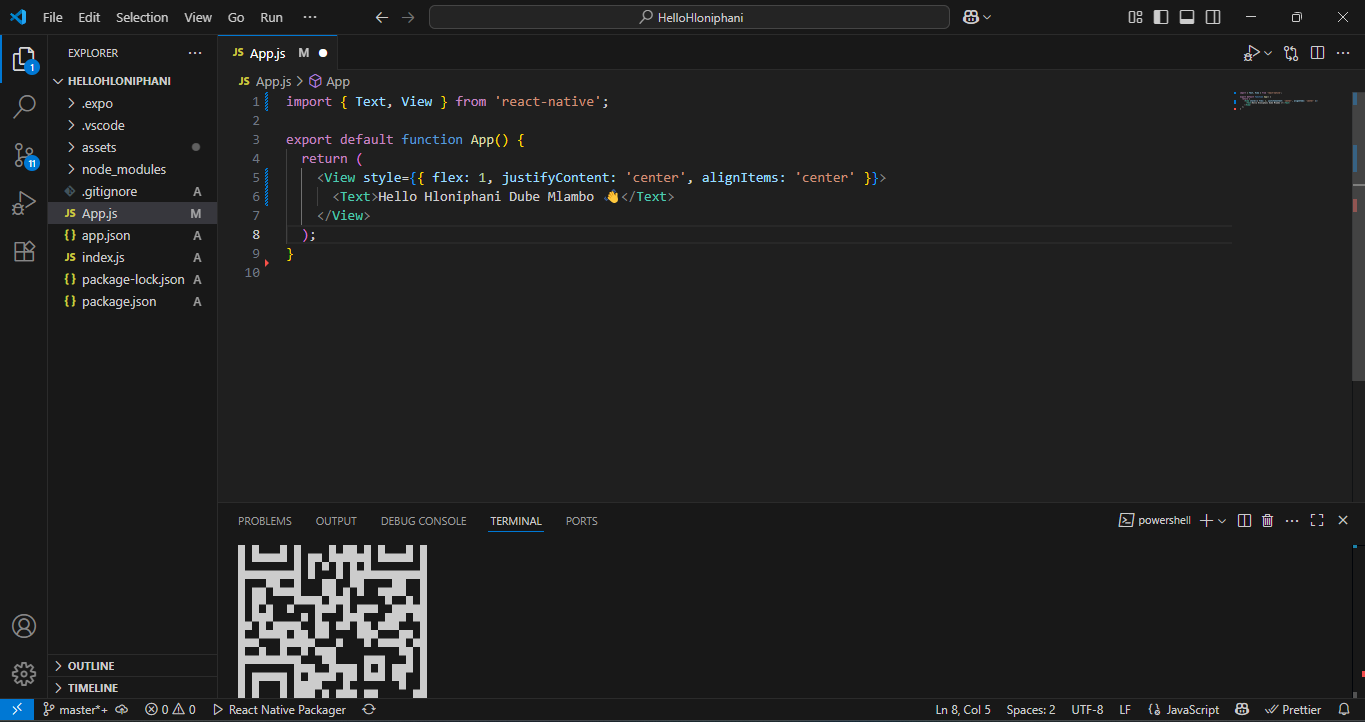 File Edit Selection View Go Run ···
HelloHloniphani
EXPLORER ···
HELLOHLONIPHANI
.expo
.vscode
assets
node_modules
.gitignore A
JS App.js M
{} app.json A
JS index.js A
{} package-lock.json A
{} package.json A
OUTLINE
TIMELINE
1
11
JS App.js M
JS App.js > App
1 import { Text, View } from 'react-native';
2
3 export default function App() {
4 return (
5 <View style={{ flex: 1, justifyContent: 'center', alignItems: 'center' }}>
6 <Text>Hello Hloniphani Dube Mlambo 👋</Text>
7 </View>
8 );
9 }
10
PROBLEMS OUTPUT DEBUG CONSOLE TERMINAL PORTS
powershell
master*+ 0 0 React Native Packager
Ln 8, Col 5 Spaces: 2 UTF-8 LF {} JavaScript Prettier